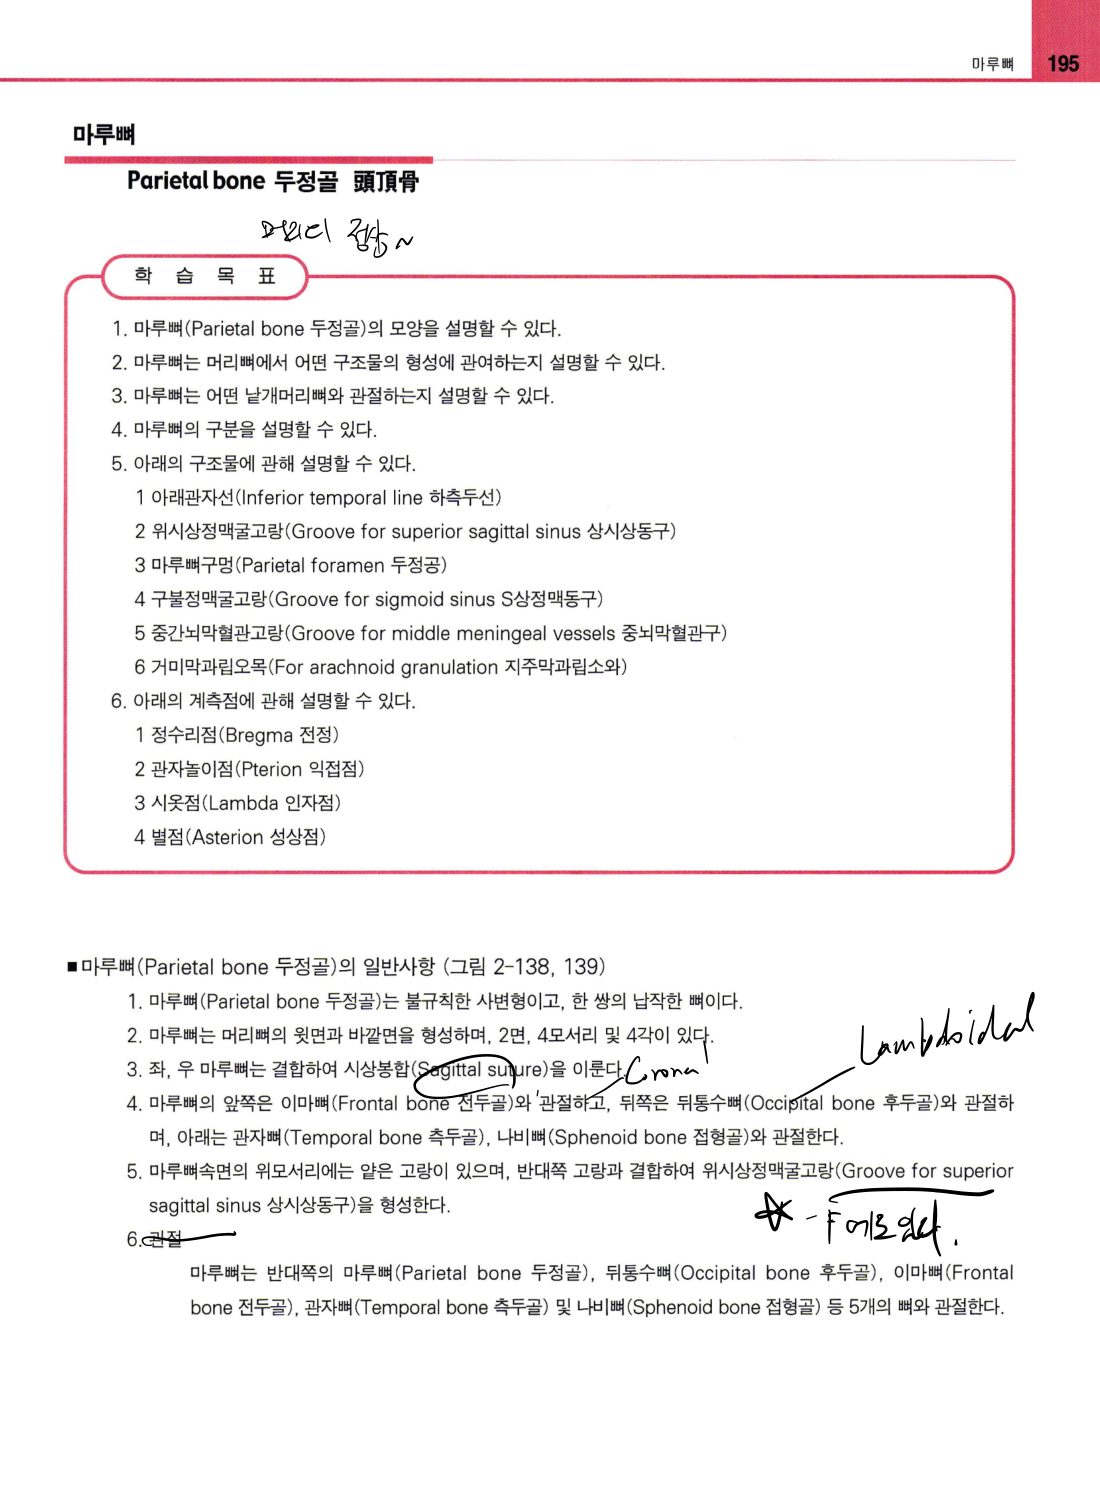 마루뼈 195
마루뼈
Parietal bone 두정골 頭頂骨
학 습 목 표
1. 마루뼈(Parietal bone 두정골)의 모양을 설명할 수 있다.
2. 마루뼈는 머리뼈에서 어떤 구조물의 형성에 관여하는지 설명할 수 있다.
3. 마루뼈는 어떤 낱개머리뼈와 관절하는지 설명할 수 있다.
4. 마루뼈의 구분을 설명할 수 있다.
5. 아래의 구조물에 관해 설명할 수 있다.
1 아래관자선(Inferior temporal line 하측두선)
2 위시상정맥굴고랑(Groove for superior sagittal sinus 상시상동구)
3 마루뼈구멍(Parietal foramen 두정공)
4 구불정맥굴고랑(Groove for sigmoid sinus S상정맥동구)
5 중간뇌막혈관고랑(Groove for middle meningeal vessels 중뇌막혈관구)
6 거미막과립오목(For arachnoid granulation 지주막과립소와)
6. 아래의 계측점에 관해 설명할 수 있다.
1 정수리점(Bregma 전정)
2 관자놀이점(Pterion 익접점)
3 시옷점(Lambda 인자점)
4 별점(Asterion 성상점)
■ 마루뼈(Parietal bone 두정골)의 일반사항 (그림 2-138, 139)
1. 마루뼈(Parietal bone 두정골)는 불규칙한 사변형이고, 한 쌍의 납작한 뼈이다.
2. 마루뼈는 머리뼈의 윗면과 바깥면을 형성하며, 2면, 4모서리 및 4각이 있다.
Lambdoidal
3. 좌, 우 마루뼈는 결합하여 시상봉합(Sagittal suture)을 이룬다.
Coronal
4. 마루뼈의 앞쪽은 이마뼈(Frontal bone 전두골)와 관절하고, 뒤쪽은 뒤통수뼈(Occipital bone 후두골)와 관절하
며, 아래는 관자뼈(Temporal bone 측두골), 나비뼈(Sphenoid bone 접형골)와 관절한다.
5. 마루뼈속면의 위모서리에는 얕은 고랑이 있으며, 반대쪽 고랑과 결합하여 위시상정맥굴고랑(Groove for superior
sagittal sinus 상시상동구)을 형성한다.
6. 관절
마루뼈는 반대쪽의 마루뼈(Parietal bone 두정골), 뒤통수뼈(Occipital bone 후두골), 이마뼈(Frontal
bone 전두골), 관자뼈(Temporal bone 측두골) 및 나비뼈(Sphenoid bone 접형골) 등 5개의 뼈와 관절한다.